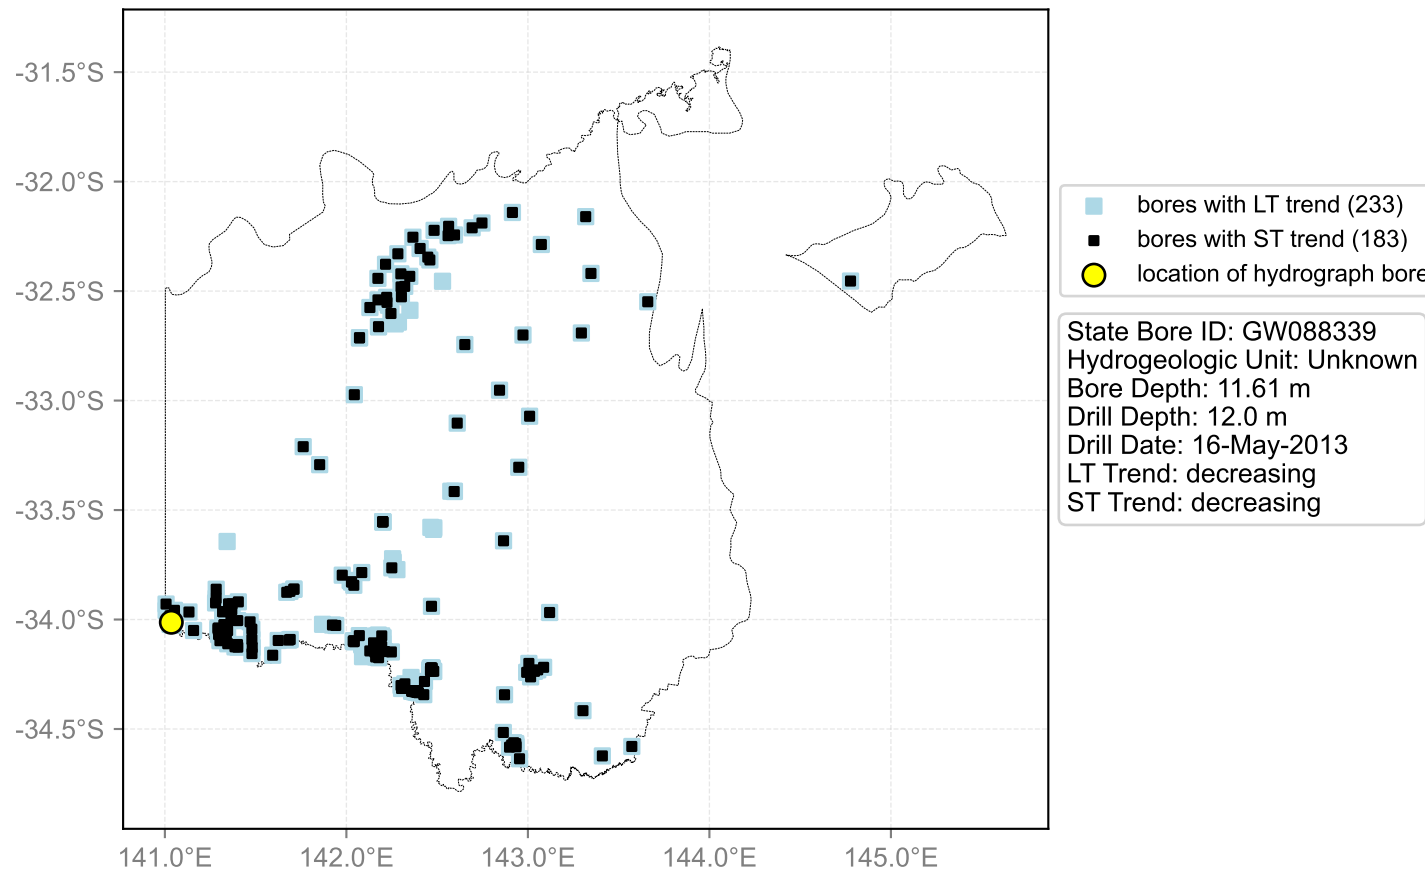 -31.5°S
-32.0°S
-32.5°S
-33.0°S
-33.5°S
-34.0°S
-34.5°S
141.0°E
142.0°E
143.0°E
144.0°E
145.0°E
bores with LT trend (233)
bores with ST trend (183)
location of hydrograph bore
State Bore ID: GW088339
Hydrogeologic Unit: Unknown
Bore Depth: 11.61 m
Drill Depth: 12.0 m
Drill Date: 16-May-2013
LT Trend: decreasing
ST Trend: decreasing